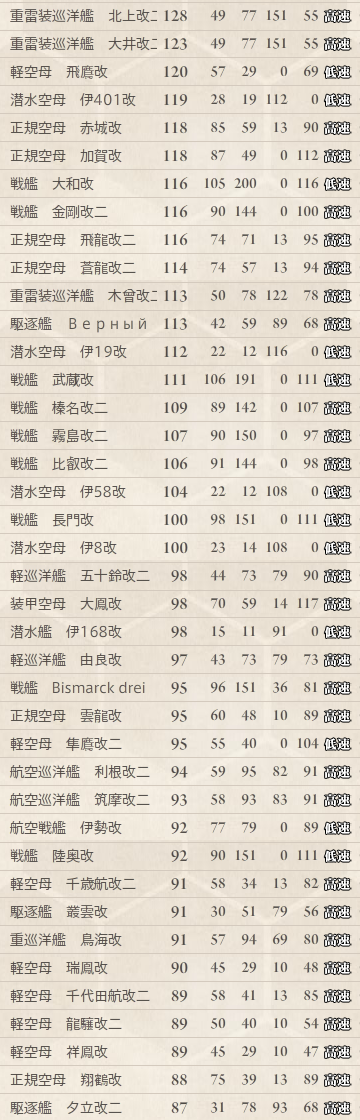 重雷装巡洋艦 北上改二 128 49 77 151 55 高速
重雷装巡洋艦 大井改二 123 49 77 151 55 高速
軽空母 飛鷹改 120 57 29 0 69 高速
潜水空母 伊401改 119 28 19 112 0 低速
正規空母 赤城改 118 85 59 13 90 高速
正規空母 加賀改 118 87 49 0 112 高速
戦艦 大和改 116 105 200 0 116 低速
戦艦 金剛改二 116 90 144 0 100 高速
正規空母 飛龍改二 116 74 71 13 95 高速
正規空母 蒼龍改二 114 74 57 13 94 高速
重雷装巡洋艦 木曾改二 113 50 78 122 78 高速
駆逐艦 Верный 113 42 59 89 68 高速
潜水空母 伊19改 112 22 12 116 0 低速
戦艦 武蔵改 111 106 191 0 111 低速
戦艦 榛名改二 109 89 142 0 107 高速
戦艦 霧島改二 107 90 150 0 97 高速
戦艦 比叡改二 106 91 144 0 98 高速
潜水空母 伊58改 104 22 12 108 0 低速
戦艦 長門改 100 98 151 0 111 低速
潜水空母 伊8改 100 23 14 108 0 低速
軽巡洋艦 五十鈴改二 98 44 73 79 90 高速
装甲空母 大鳳改 98 70 59 14 117 高速
潜水艦 伊168改 98 15 11 91 0 低速
軽巡洋艦 由良改 97 43 73 79 73 高速
戦艦 Bismarck drei 95 96 151 36 81 高速
正規空母 雲龍改 95 60 48 10 89 高速
軽空母 隼鷹改二 95 55 40 0 104 高速
航空巡洋艦 利根改二 94 59 95 82 91 高速
航空巡洋艦 筑摩改二 93 58 93 83 91 高速
航空戦艦 伊勢改 92 77 79 0 89 低速
戦艦 陸奥改 92 90 151 0 111 低速
軽空母 千歳航改二 91 58 34 13 82 高速
駆逐艦 叢雲改 91 30 51 79 56 高速
重巡洋艦 鳥海改 91 57 94 69 80 高速
軽空母 瑞鳳改 90 45 29 10 48 高速
軽空母 千代田航改二 89 58 41 13 85 高速
軽空母 龍驤改二 89 50 40 10 54 高速
軽空母 祥鳳改 89 45 29 10 47 高速
正規空母 翔鶴改 88 75 39 13 89 高速
駆逐艦 夕立改二 87 31 78 93 68 高速